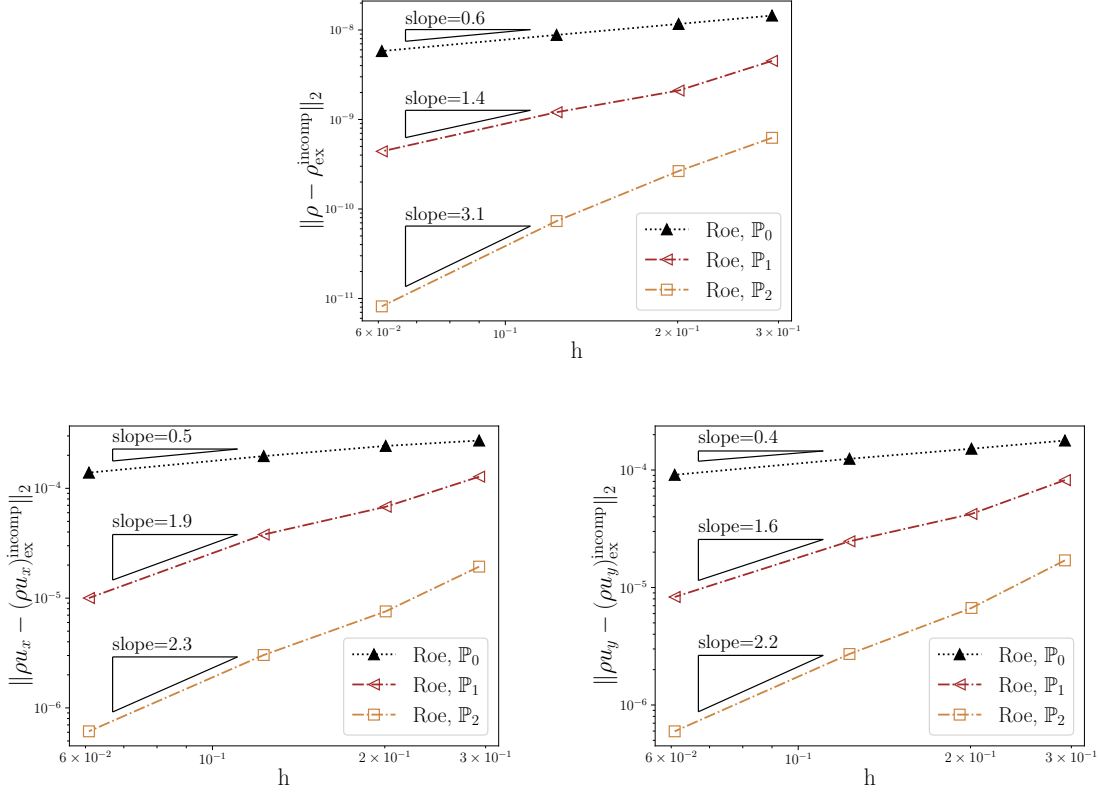 slope=0.6
slope=1.4
slope=3.1
10⁻⁸
10⁻⁹
10⁻¹⁰
10⁻¹¹
||ρ − ρ_ex^incomp||₂
Roe, ℙ₀
Roe, ℙ₁
Roe, ℙ₂
6 × 10⁻² 10⁻¹ 2 × 10⁻¹ 3 × 10⁻¹
h
slope=0.5
slope=1.9
slope=2.3
10⁻⁴
10⁻⁵
10⁻⁶
||ρu_x − (ρu_x)_ex^incomp||₂
Roe, ℙ₀
Roe, ℙ₁
Roe, ℙ₂
6 × 10⁻² 10⁻¹ 2 × 10⁻¹ 3 × 10⁻¹
h
slope=0.4
slope=1.6
slope=2.2
10⁻⁴
10⁻⁵
10⁻⁶
||ρu_y − (ρu_y)_ex^incomp||₂
Roe, ℙ₀
Roe, ℙ₁
Roe, ℙ₂
6 × 10⁻² 10⁻¹ 2 × 10⁻¹ 3 × 10⁻¹
h